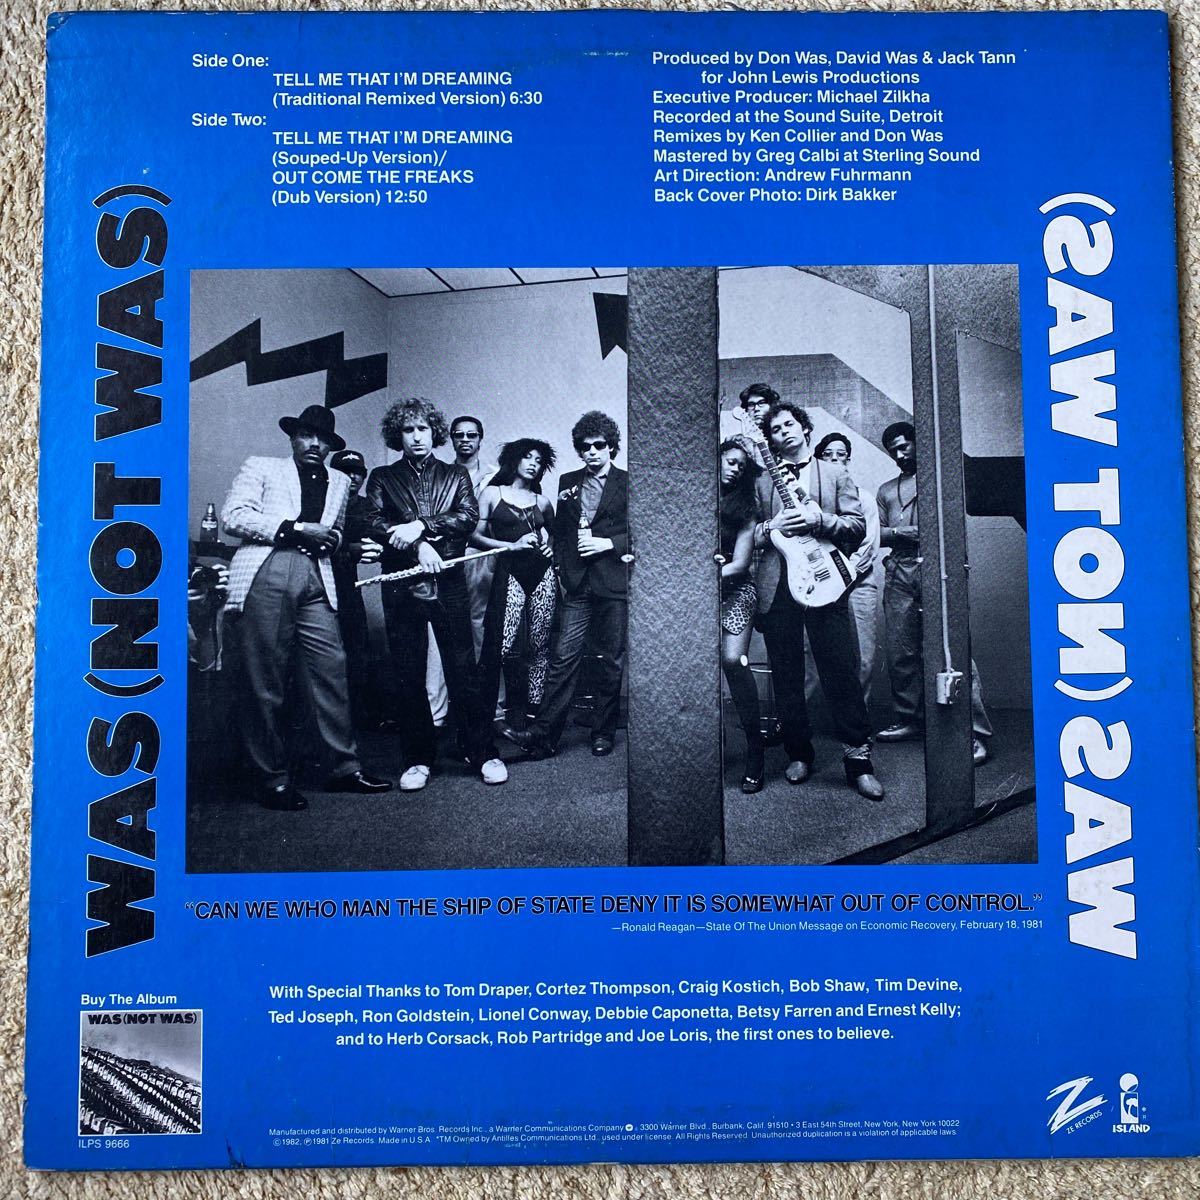 Side One:
TELL ME THAT I'M DREAMING
(Traditional Remixed Version) 6:30
Side Two:
TELL ME THAT I'M DREAMING
(Souped-Up Version)/
OUT COME THE FREAKS
(Dub Version) 12:50
Produced by Don Was, David Was & Jack Tann
for John Lewis Productions
Executive Producer: Michael Zilkha
Recorded at the Sound Suite, Detroit
Remixes by Ken Collier and Don Was
Mastered by Greg Calbi at Sterling Sound
Art Direction: Andrew Fuhrmann
Back Cover Photo: Dirk Bakker
WAS (NOT WAS)
WAS (NOT WAS)
"CAN WE WHO MAN THE SHIP OF STATE DENY IT IS SOMEWHAT OUT OF CONTROL."
—Ronald Reagan—State Of The Union Message on Economic Recovery, February 18, 1981
With Special Thanks to Tom Draper, Cortez Thompson, Craig Kostich, Bob Shaw, Tim Devine,
Ted Joseph, Ron Goldstein, Lionel Conway, Debbie Caponetta, Betsy Farren and Ernest Kelly;
and to Herb Corsack, Rob Partridge and Joe Loris, the first ones to believe.
Buy The Album
WAS (NOT WAS)
ILPS 9666
Manufactured and distributed by Warner Bros. Records Inc., a Warner Communications Company, 3300 Warner Blvd., Burbank, Calif. 91510 • 3 East 54th Street, New York, New York 10022
©1982, ℗1981 Ze Records. Made in U.S.A. *TM Owned by Antilles Communications Ltd., used under license. All Rights Reserved. Unauthorized duplication is a violation of applicable laws.
ZE RECORDS
ISLAND